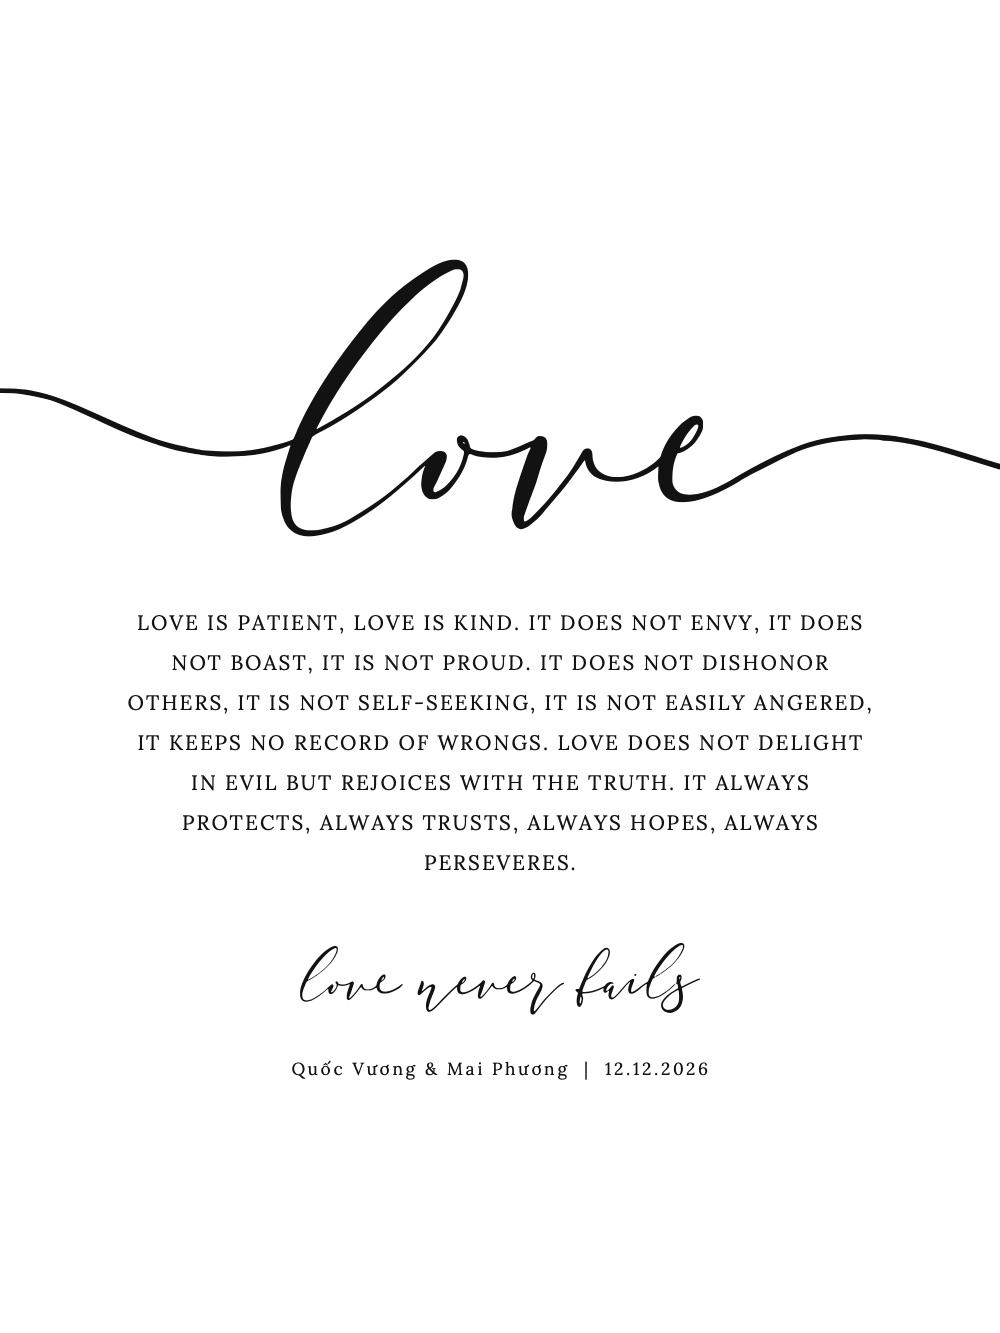 love
LOVE IS PATIENT, LOVE IS KIND. IT DOES NOT ENVY, IT DOES
NOT BOAST, IT IS NOT PROUD. IT DOES NOT DISHONOR
OTHERS, IT IS NOT SELF-SEEKING, IT IS NOT EASILY ANGERED,
IT KEEPS NO RECORD OF WRONGS. LOVE DOES NOT DELIGHT
IN EVIL BUT REJOICES WITH THE TRUTH. IT ALWAYS
PROTECTS, ALWAYS TRUSTS, ALWAYS HOPES, ALWAYS
PERSEVERES.
love never fails
Quốc Vương & Mai Phương | 12.12.2026